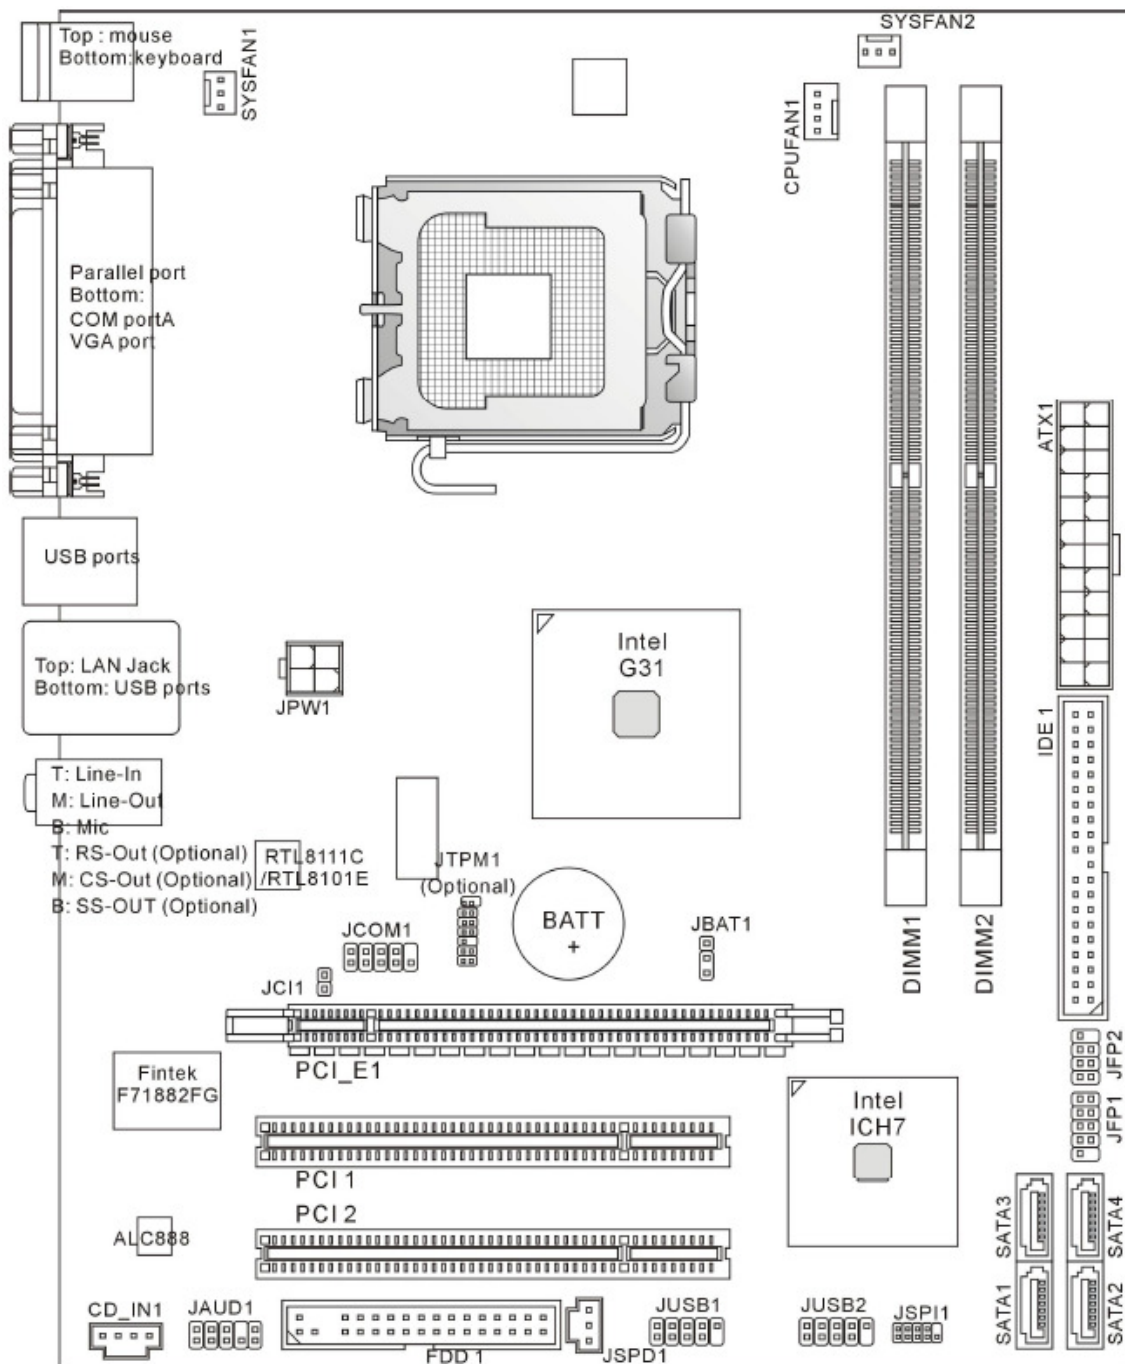 SYSFAN2
Top : mouse
Bottom:keyboard
SYSFAN1
CPUFAN1
Parallel port
Bottom:
COM portA
VGA port
ATX1
USB ports
Top: LAN Jack
Bottom: USB ports
JPW1
Intel
G31
IDE 1
T: Line-In
M: Line-Out
B: Mic
T: RS-Out (Optional)
M: CS-Out (Optional)
B: SS-OUT (Optional)
RTL8111C
/RTL8101E
JTPM1
(Optional)
BATT
+
JBAT1
DIMM1
DIMM2
JCOM1
JCI1
PCI_E1
JFP2
Fintek
F71882FG
Intel
ICH7
JFP1
PCI 1
PCI 2
ALC888
SATA3
SATA4
SATA1
SATA2
CD_IN1
JAUD1
FDD 1
JSPD1
JUSB1
JUSB2
JSPI1